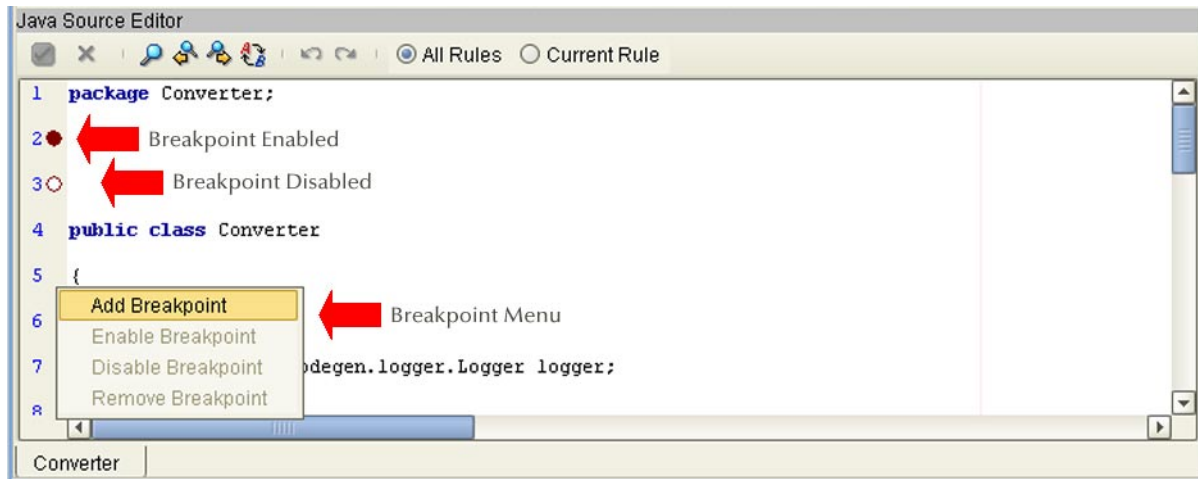 Java Source Editor
All Rules Current Rule
1 package Converter;
2 Breakpoint Enabled
3 Breakpoint Disabled
4 public class Converter
5 {
Add Breakpoint
6 Breakpoint Menu
Enable Breakpoint
7 Disable Breakpoint odegen.logger.Logger logger;
Remove Breakpoint
8
Converter